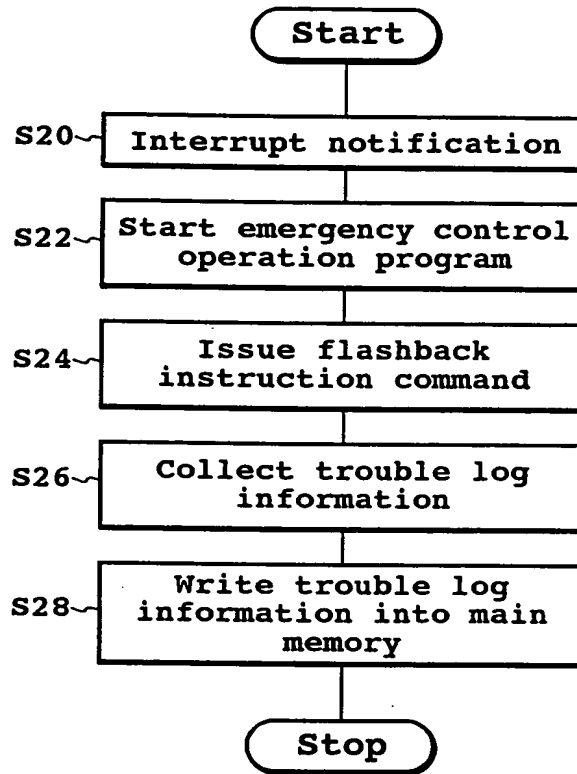 Start
S20
Interrupt notification
S22
Start emergency control
operation program
S24
Issue flashback
instruction command
S26
Collect trouble log
information
S28
Write trouble log
information into main
memory
Stop